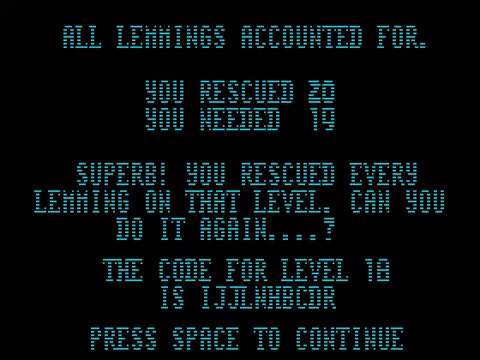 ALL LEMMINGS ACCOUNTED FOR.
YOU RESCUED 20
YOU NEEDED 19
SUPERB! YOU RESCUED EVERY
LEMMING ON THAT LEVEL. CAN YOU
DO IT AGAIN....?
THE CODE FOR LEVEL 18
IS IJJLNHBCDR
PRESS SPACE TO CONTINUE